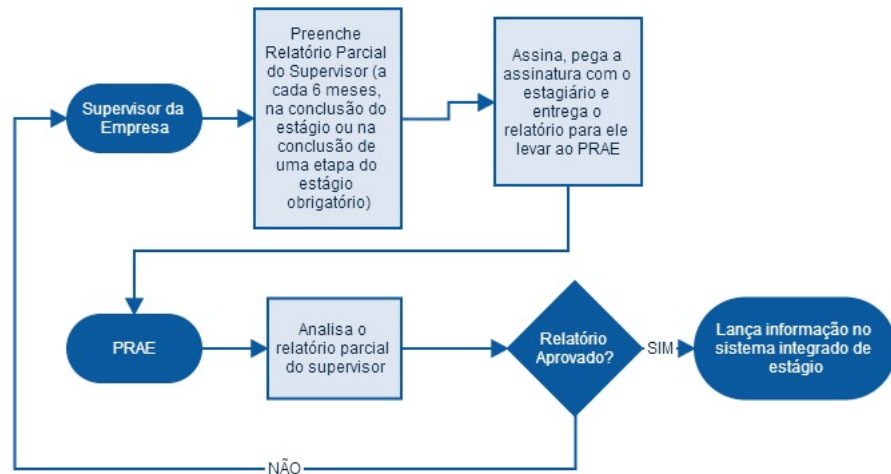 Supervisor da
Empresa
Preenche
Relatório Parcial
do Supervisor (a
cada 6 meses,
na conclusão do
estágio ou na
conclusão de
uma etapa do
estágio
obrigatório)
Assina, pega a
assinatura com o
estagiário e
entrega o
relatório para ele
levar ao PRAE
PRAE
Analisa o
relatório parcial
do supervisor
Relatório
Aprovado?
SIM
Lança informação no
sistema integrado de
estágio
NÃO